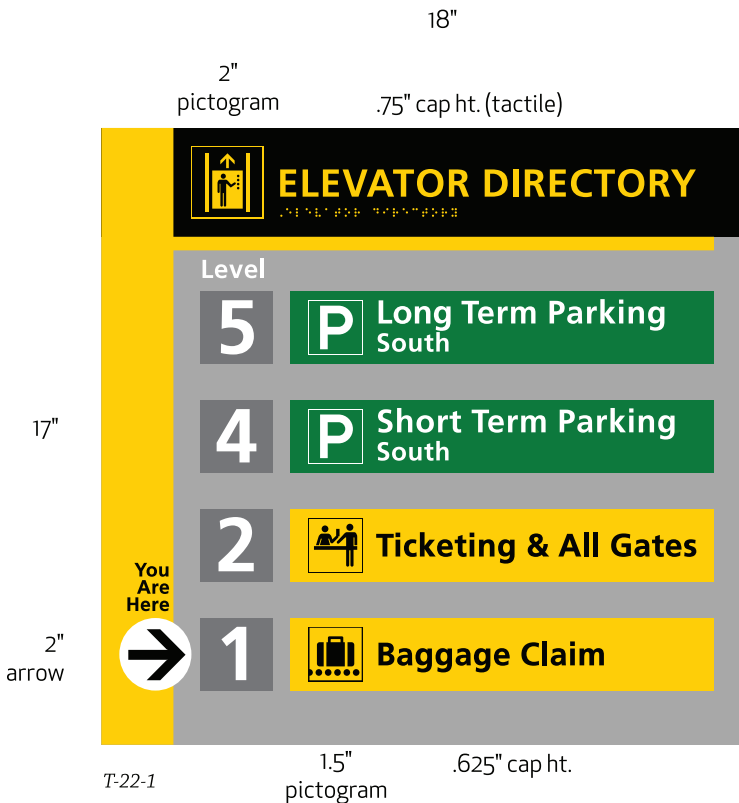 18"
2"
pictogram
.75" cap ht. (tactile)
ELEVATOR DIRECTORY
Level
5
P
Long Term Parking
South
17"
4
P
Short Term Parking
South
2
Ticketing & All Gates
You
Are
Here
2"
arrow
1
Baggage Claim
T-22-1
1.5"
pictogram
.625" cap ht.